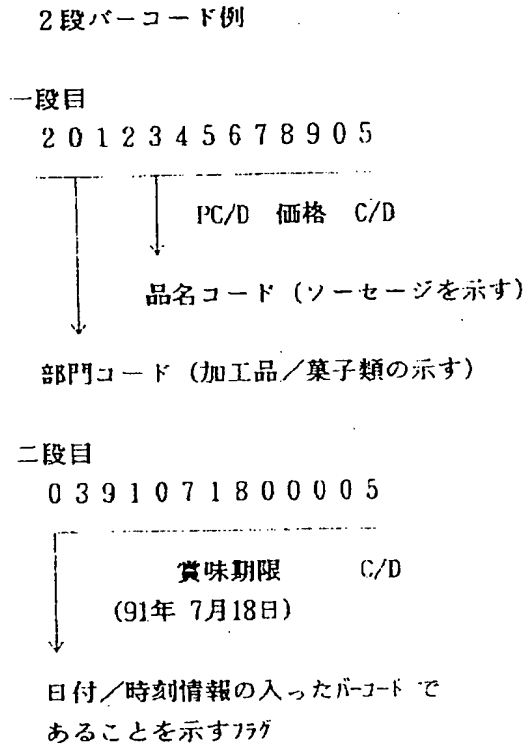 2段バーコード例
一段目
2 0 1 2 3 4 5 6 7 8 9 0 5
PC/D 価格 C/D
品名コード (ソーセージを示す)
部門コード (加工品/菓子類の示す)
二段目
0 3 9 1 0 7 1 8 0 0 0 0 5
賞味期限 C/D
(91年 7月18日)
日付/時刻情報の入ったバーコードで
あることを示すフラグ